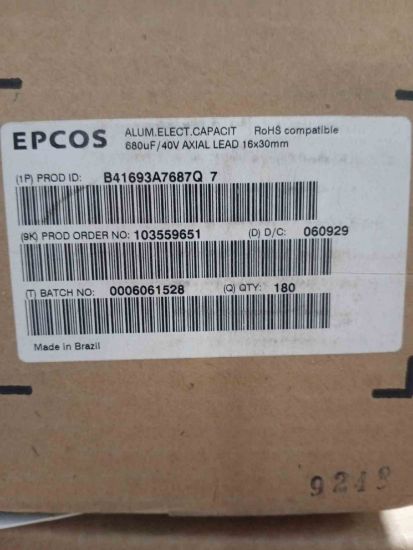 EPCOS ALUM.ELECT.CAPACIT RoHS compatible
680uF/40V AXIAL LEAD 16x30mm
(1P) PROD ID: B41693A7687Q 7
(9K) PROD ORDER NO: 103559651 (D) D/C: 060929
(T) BATCH NO: 0006061528 (Q) QTY: 180
Made in Brazil
9243